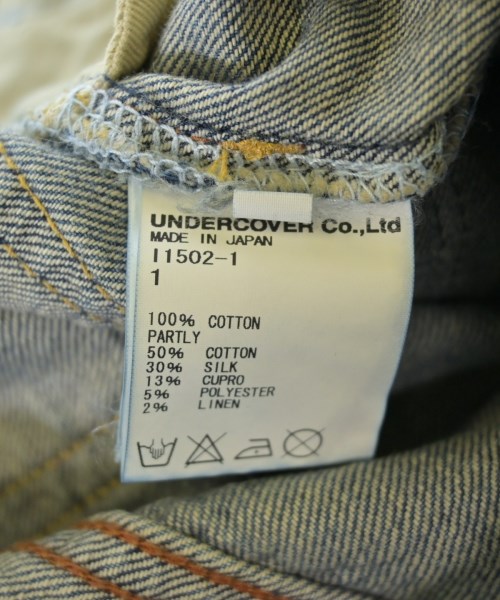 UNDERCOVER Co.,Ltd
MADE IN JAPAN
I1502-1
1
100% COTTON
PARTLY
50% COTTON
30% SILK
13% CUPRO
5% POLYESTER
2% LINEN